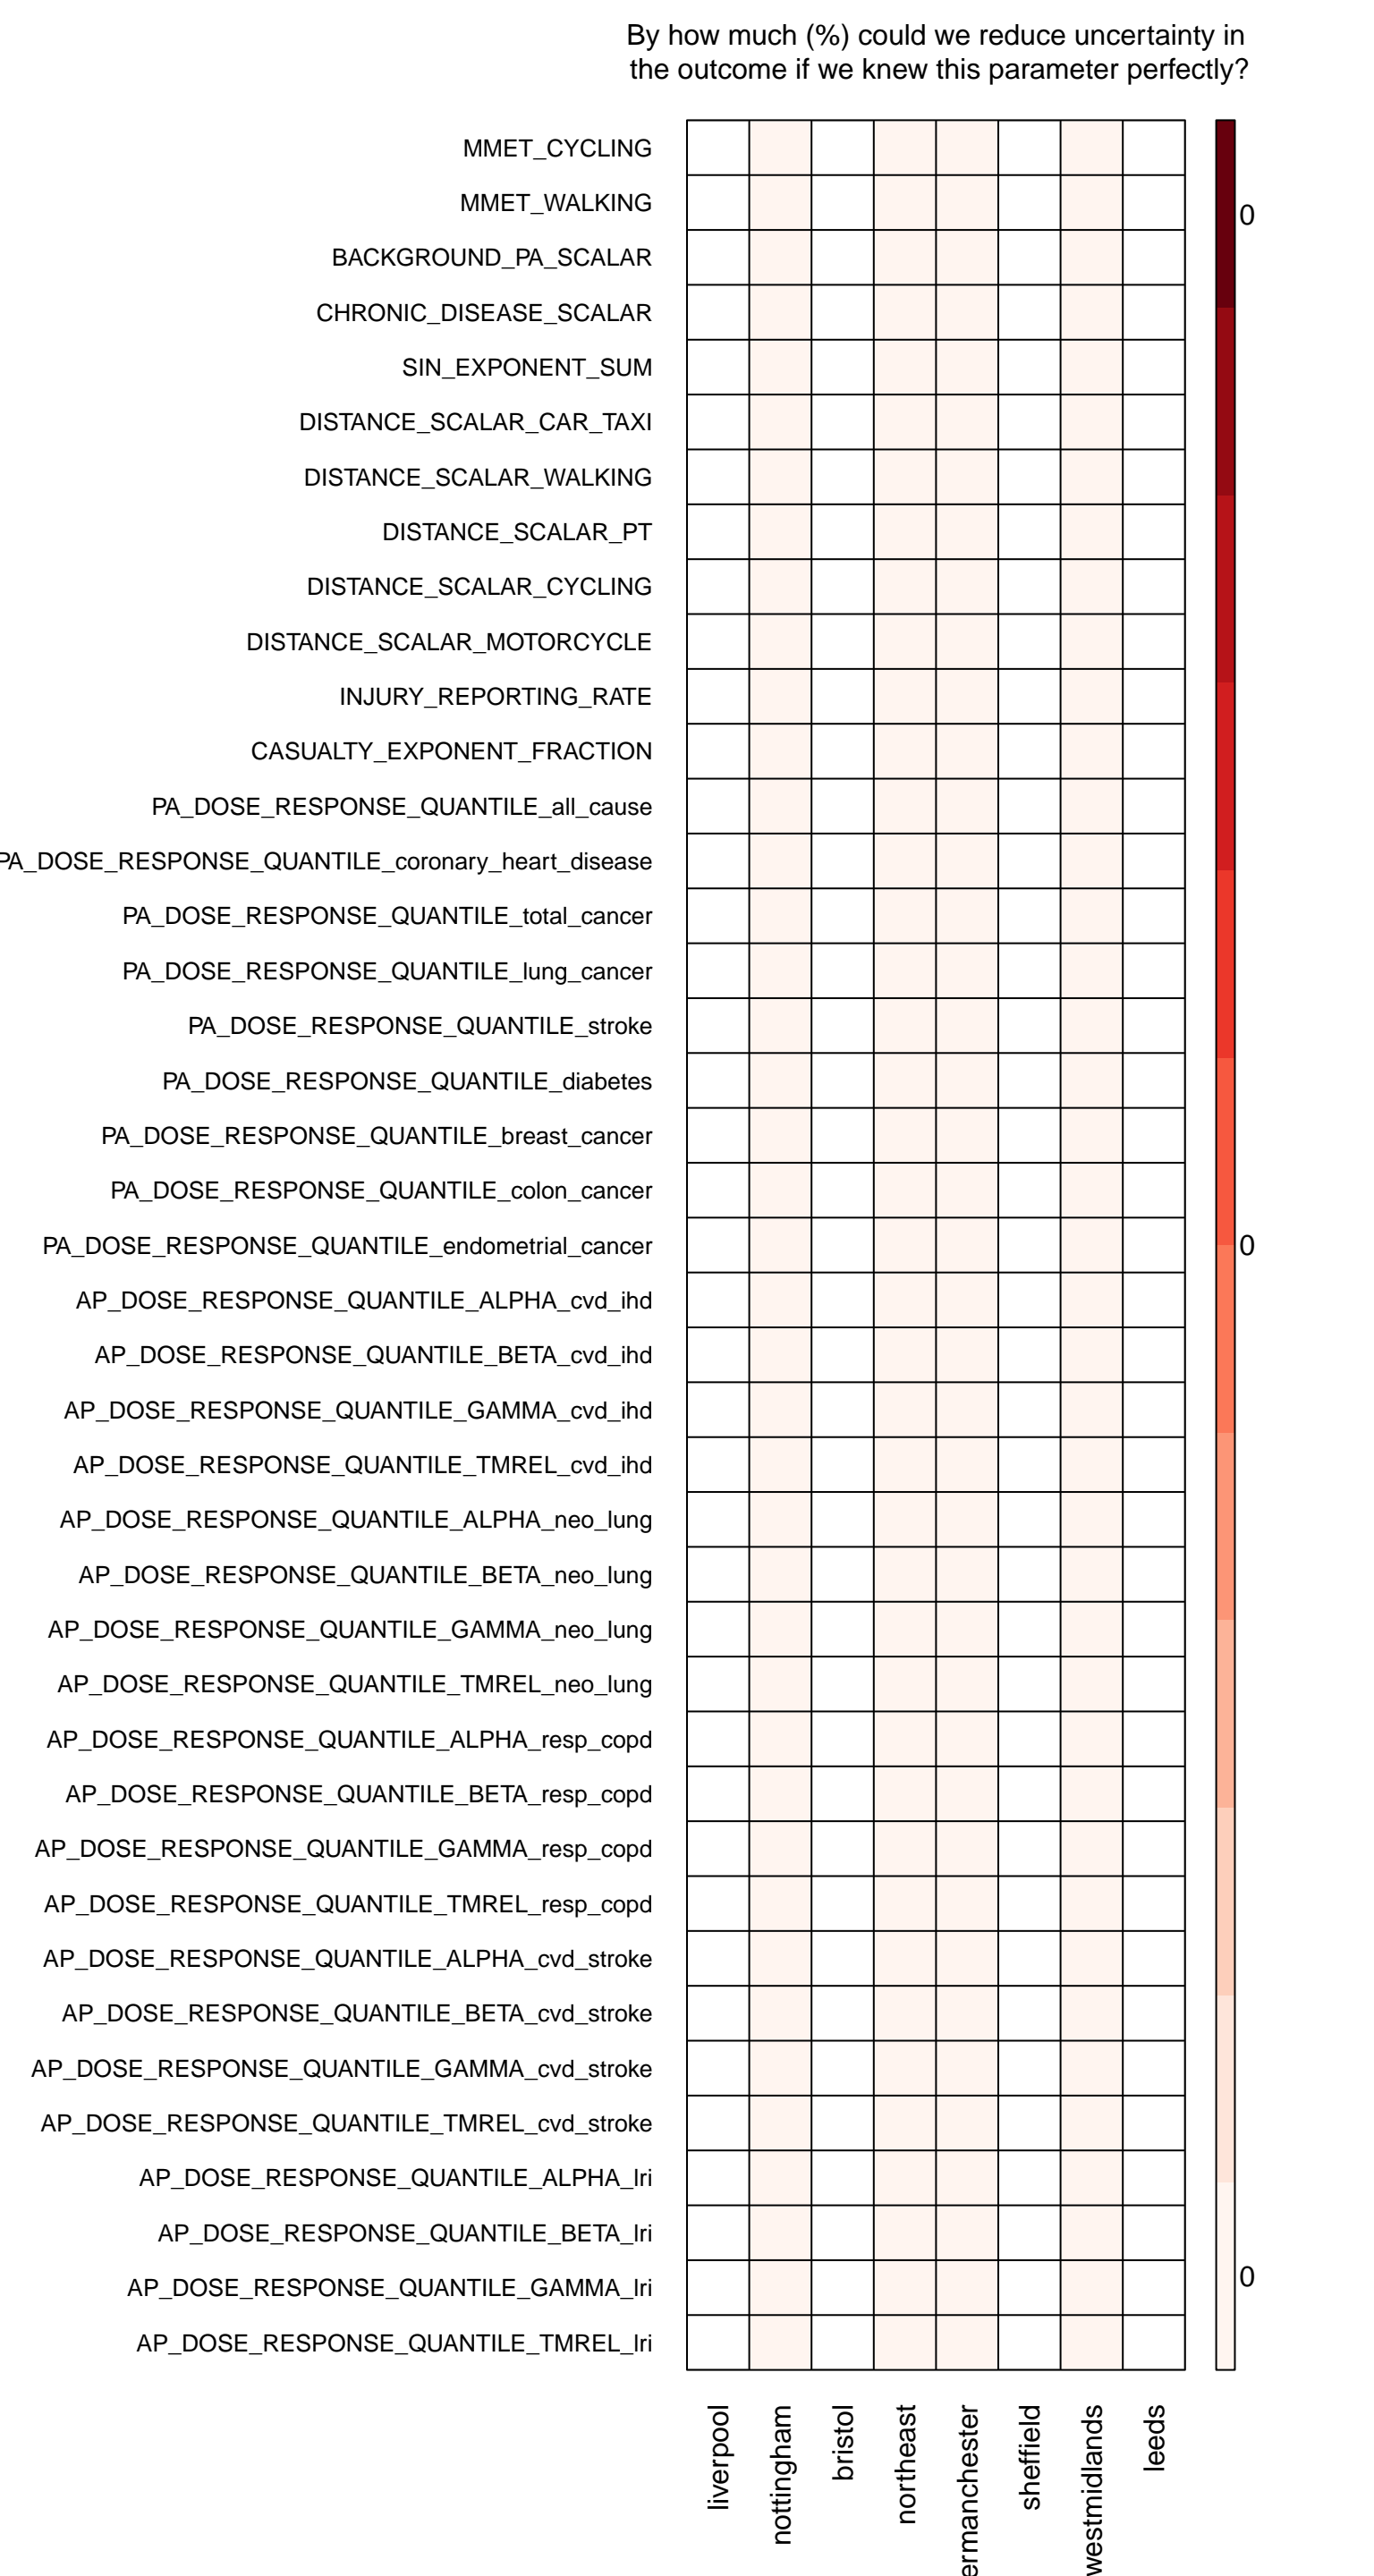 By how much (%) could we reduce uncertainty in
the outcome if we knew this parameter perfectly?
MMET_CYCLING
MMET_WALKING
0
BACKGROUND_PA_SCALAR
CHRONIC_DISEASE_SCALAR
SIN_EXPONENT_SUM
DISTANCE_SCALAR_CAR_TAXI
DISTANCE_SCALAR_WALKING
DISTANCE_SCALAR_PT
DISTANCE_SCALAR_CYCLING
DISTANCE_SCALAR_MOTORCYCLE
INJURY_REPORTING_RATE
CASUALTY_EXPONENT_FRACTION
PA_DOSE_RESPONSE_QUANTILE_all_cause
PA_DOSE_RESPONSE_QUANTILE_coronary_heart_disease
PA_DOSE_RESPONSE_QUANTILE_total_cancer
PA_DOSE_RESPONSE_QUANTILE_lung_cancer
PA_DOSE_RESPONSE_QUANTILE_stroke
PA_DOSE_RESPONSE_QUANTILE_diabetes
PA_DOSE_RESPONSE_QUANTILE_breast_cancer
PA_DOSE_RESPONSE_QUANTILE_colon_cancer
PA_DOSE_RESPONSE_QUANTILE_endometrial_cancer
0
AP_DOSE_RESPONSE_QUANTILE_ALPHA_cvd_ihd
AP_DOSE_RESPONSE_QUANTILE_BETA_cvd_ihd
AP_DOSE_RESPONSE_QUANTILE_GAMMA_cvd_ihd
AP_DOSE_RESPONSE_QUANTILE_TMREL_cvd_ihd
AP_DOSE_RESPONSE_QUANTILE_ALPHA_neo_lung
AP_DOSE_RESPONSE_QUANTILE_BETA_neo_lung
AP_DOSE_RESPONSE_QUANTILE_GAMMA_neo_lung
AP_DOSE_RESPONSE_QUANTILE_TMREL_neo_lung
AP_DOSE_RESPONSE_QUANTILE_ALPHA_resp_copd
AP_DOSE_RESPONSE_QUANTILE_BETA_resp_copd
AP_DOSE_RESPONSE_QUANTILE_GAMMA_resp_copd
AP_DOSE_RESPONSE_QUANTILE_TMREL_resp_copd
AP_DOSE_RESPONSE_QUANTILE_ALPHA_cvd_stroke
AP_DOSE_RESPONSE_QUANTILE_BETA_cvd_stroke
AP_DOSE_RESPONSE_QUANTILE_GAMMA_cvd_stroke
AP_DOSE_RESPONSE_QUANTILE_TMREL_cvd_stroke
AP_DOSE_RESPONSE_QUANTILE_ALPHA_lri
AP_DOSE_RESPONSE_QUANTILE_BETA_lri
AP_DOSE_RESPONSE_QUANTILE_GAMMA_lri
0
AP_DOSE_RESPONSE_QUANTILE_TMREL_lri
liverpool
nottingham
bristol
northeast
ermanchester
sheffield
westmidlands
leeds